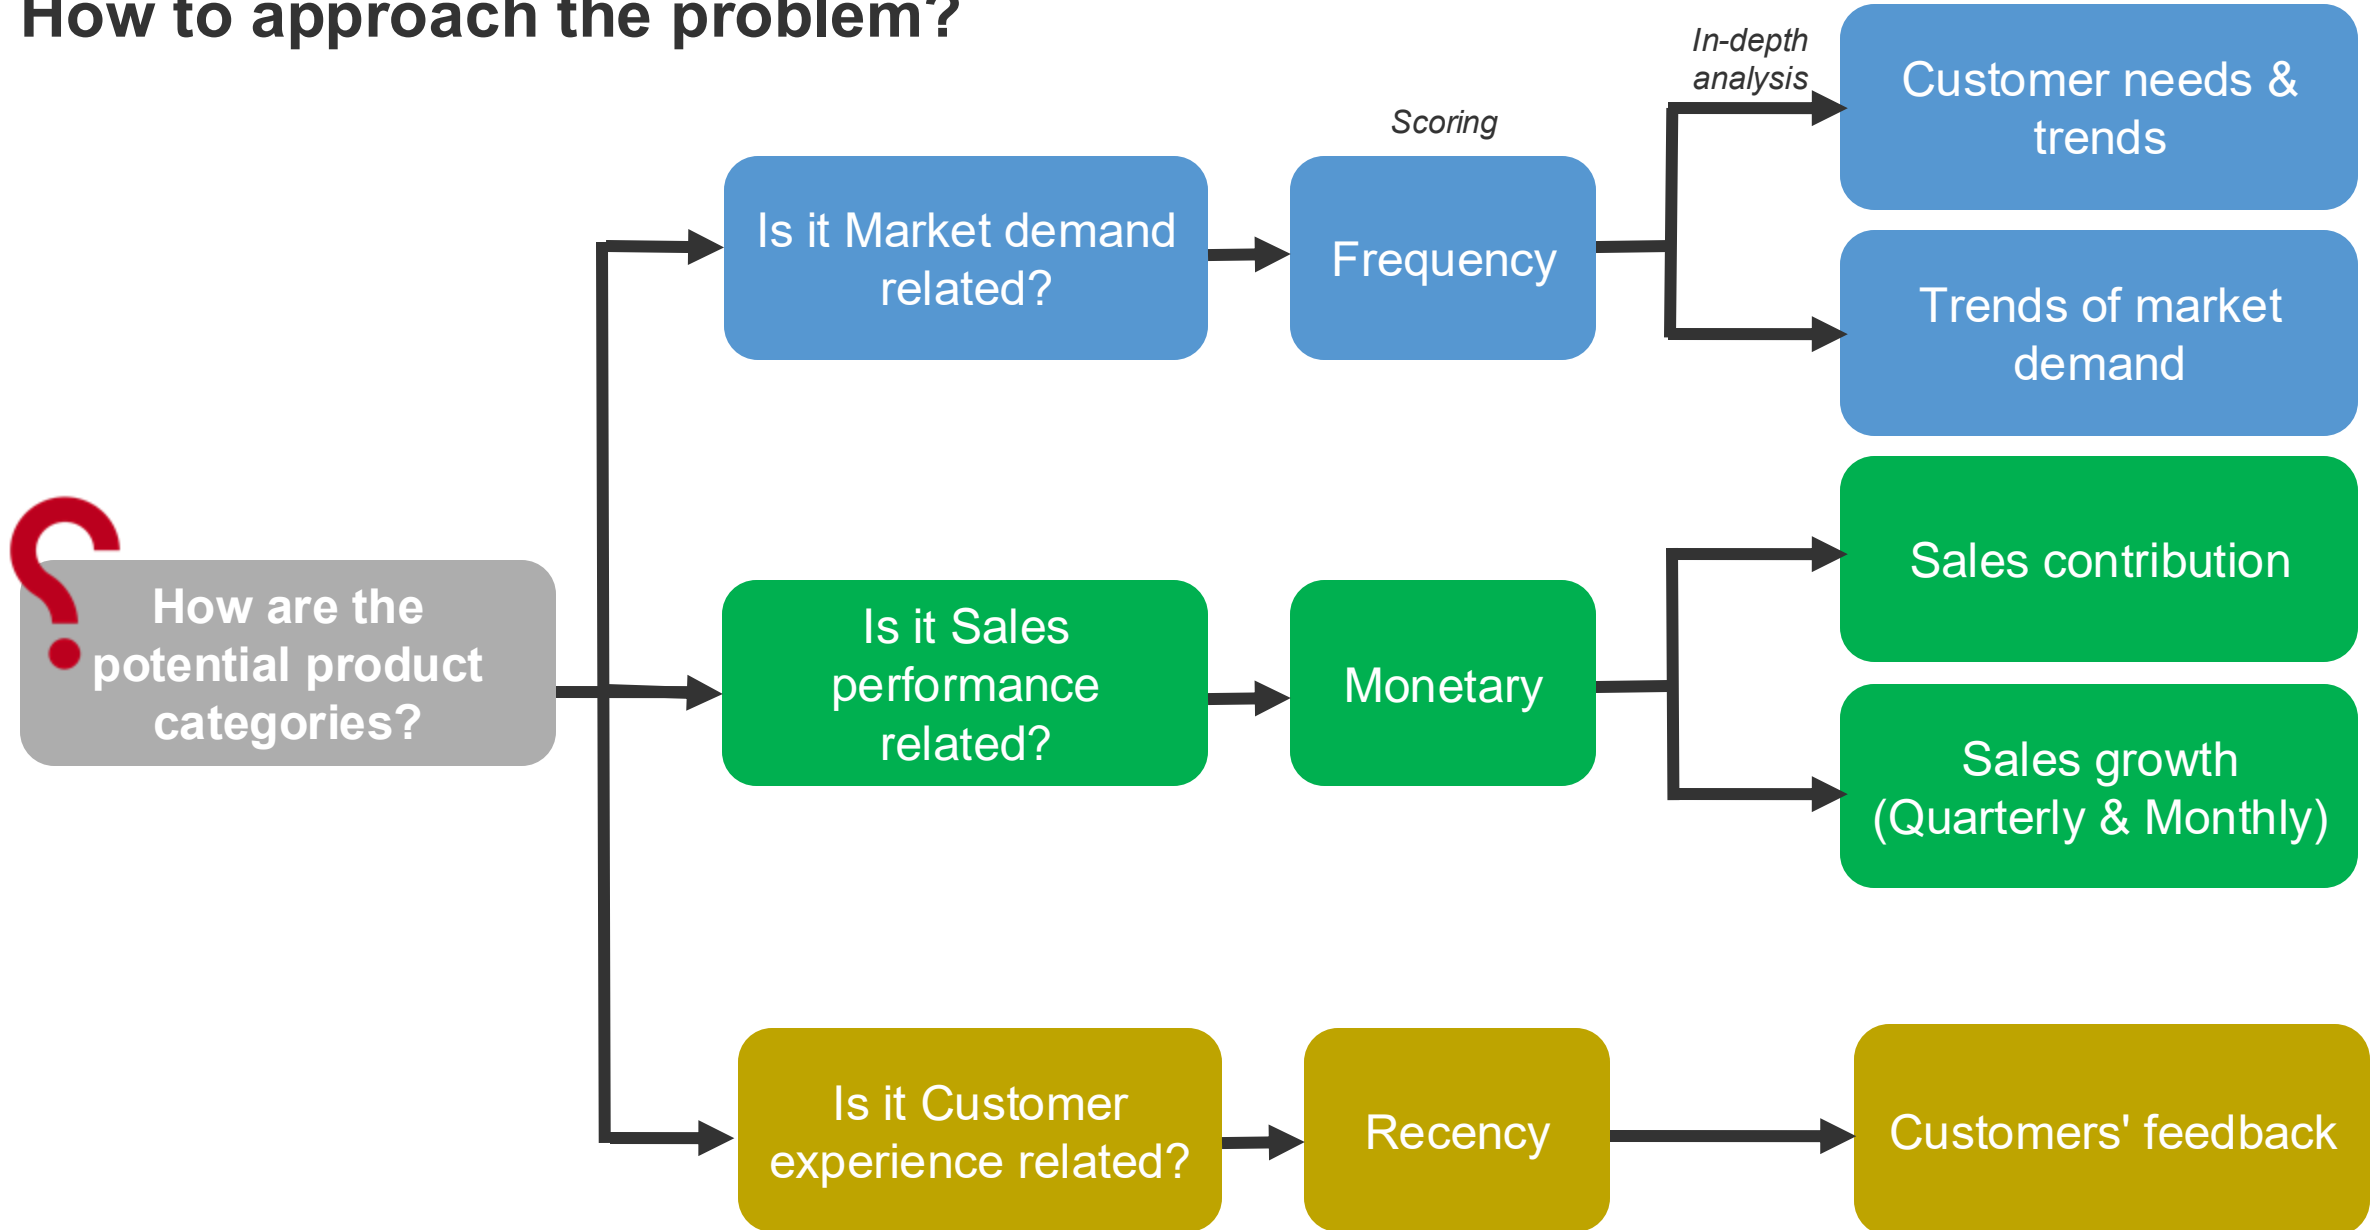 How to approach the problem?
In-depth
analysis
Customer needs &
trends
Scoring
Is it Market demand
related?
Frequency
Trends of market
demand
How are the
potential product
categories?
Is it Sales
performance
related?
Monetary
Sales contribution
Sales growth
(Quarterly & Monthly)
Is it Customer
experience related?
Recency
Customers' feedback